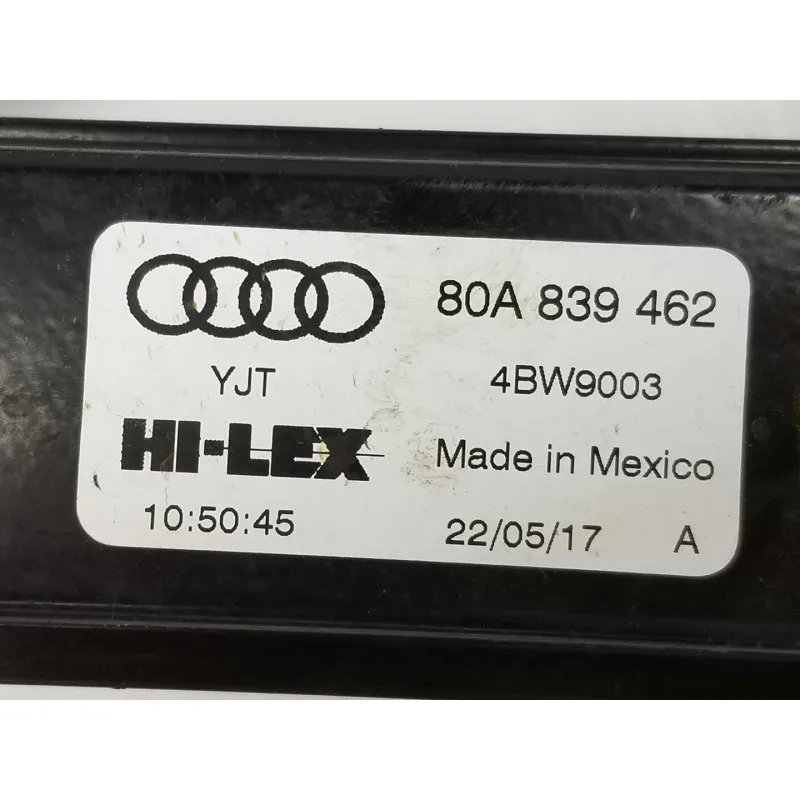 80A 839 462
YJT 4BW9003
HI-LEX Made in Mexico
10:50:45 22/05/17 A